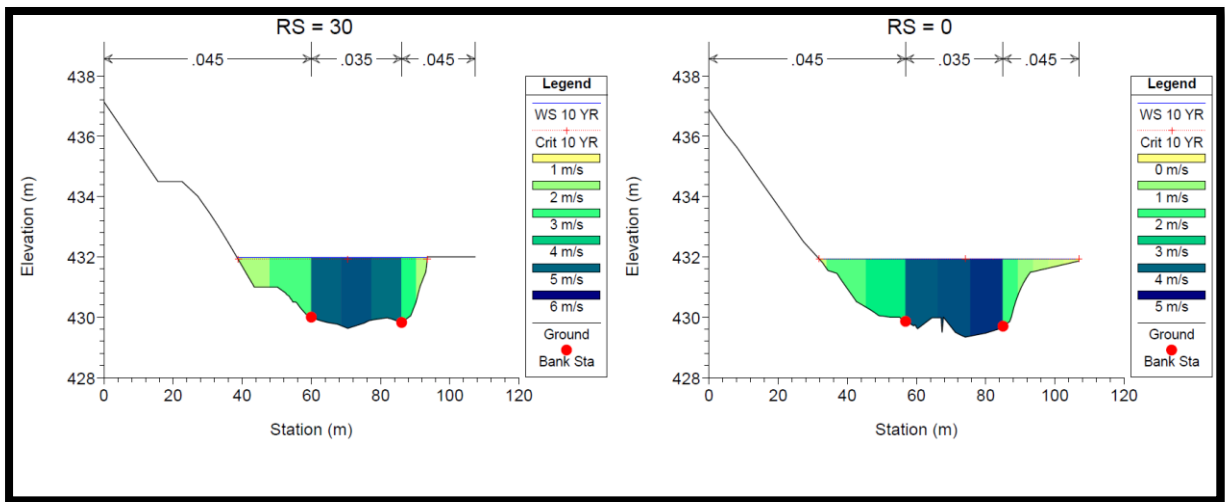 RS = 30
.045 .035 .045
438
436
434
432
430
428
Elevation (m)
0 20 40 60 80 100 120
Station (m)
Legend
WS 10 YR
Crit 10 YR
1 m/s
2 m/s
3 m/s
4 m/s
5 m/s
6 m/s
Ground
Bank Sta
RS = 0
.045 .035 .045
438
436
434
432
430
428
Elevation (m)
0 20 40 60 80 100 120
Station (m)
Legend
WS 10 YR
Crit 10 YR
0 m/s
1 m/s
2 m/s
3 m/s
4 m/s
5 m/s
Ground
Bank Sta